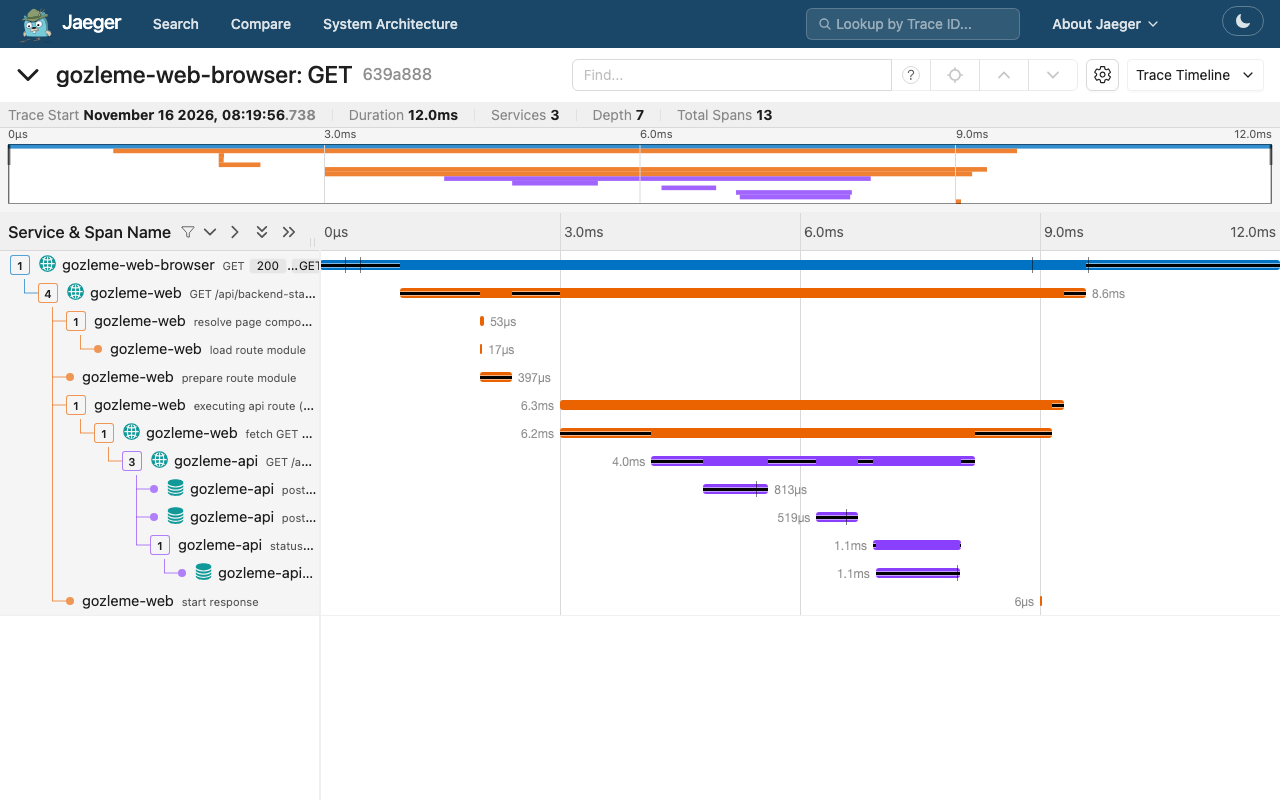 Jaeger Search Compare System Architecture Lookup by Trace ID... About Jaeger
gozleme-web-browser: GET 639a888 Find... ? Trace Timeline
Trace Start November 16 2026, 08:19:56.738 Duration 12.0ms Services 3 Depth 7 Total Spans 13
0μs 3.0ms 6.0ms 9.0ms 12.0ms
Service & Span Name 0μs 3.0ms 6.0ms 9.0ms 12.0ms
1 gozleme-web-browser GET 200 ...GET
4 gozleme-web GET /api/backend-sta... 8.6ms
1 gozleme-web resolve page compo... 53μs
gozleme-web load route module 17μs
gozleme-web prepare route module 397μs
1 gozleme-web executing api route (... 6.3ms
1 gozleme-web fetch GET ... 6.2ms
3 gozleme-api GET /a... 4.0ms
gozleme-api post... 813μs
gozleme-api post... 519μs
1 gozleme-api status... 1.1ms
gozleme-api... 1.1ms
gozleme-web start response 6μs